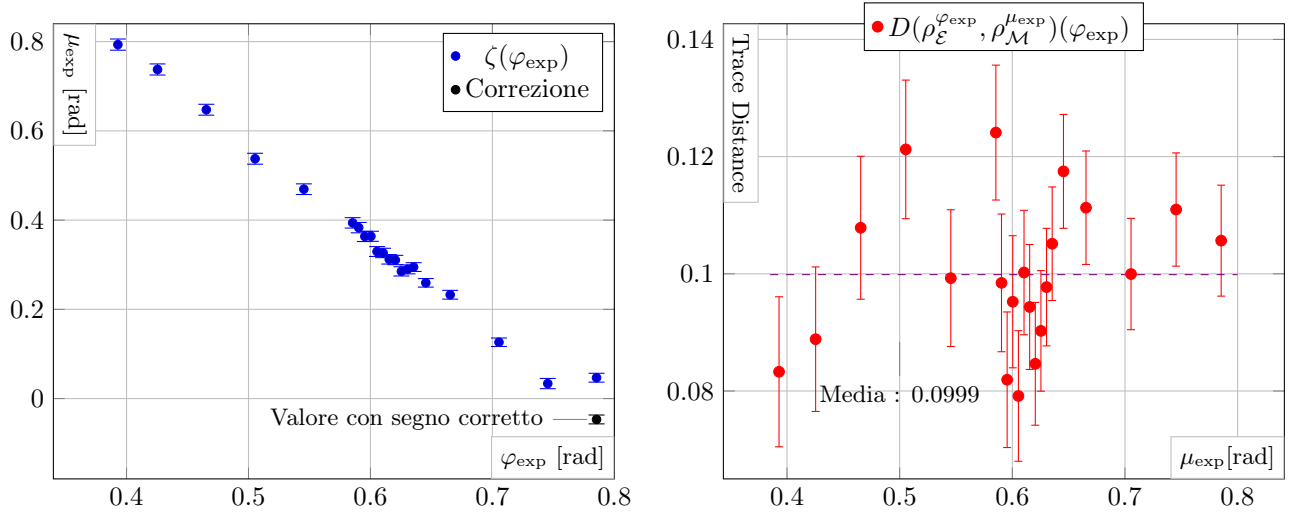 0.8
0.6
0.4
0.2
0
μexp [rad]
ζ(φexp)
Correzione
Valore con segno corretto
φexp [rad]
0.4 0.5 0.6 0.7 0.8
0.14
0.12
0.1
0.08
Trace Distance
D(ρ_ℰ^φexp, ρ_ℳ^μexp)(φexp)
Media : 0.0999
μexp[rad]
0.4 0.5 0.6 0.7 0.8